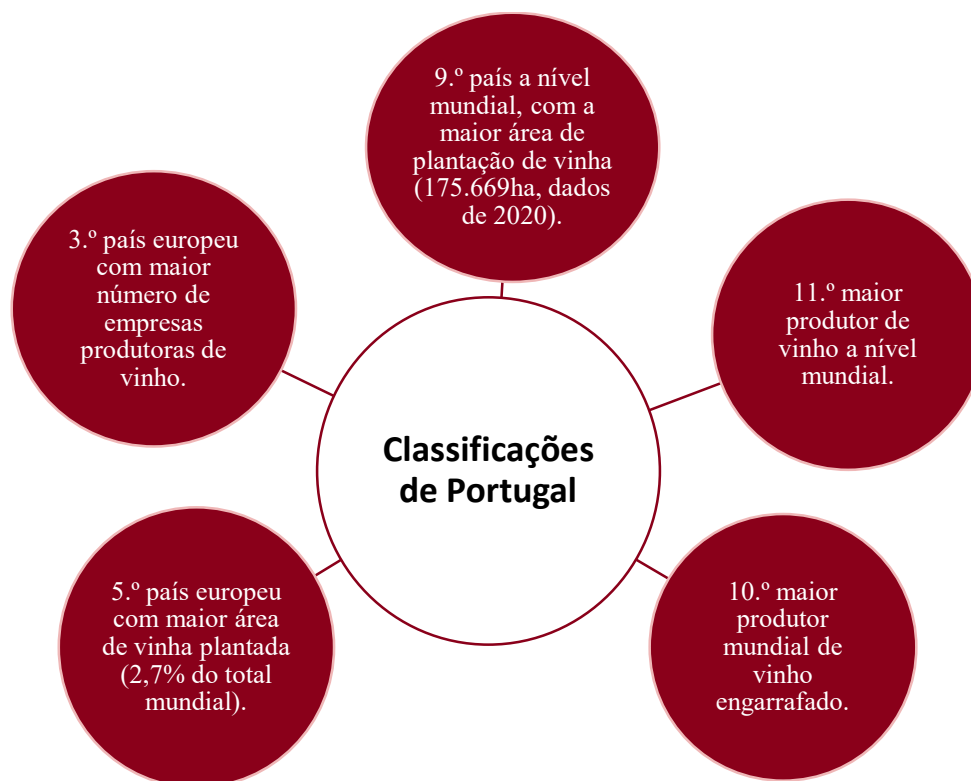 9.º país a nível
mundial, com a
maior área de
plantação de vinha
(175.669ha, dados
de 2020).
3.º país europeu
com maior
número de
empresas
produtoras de
vinho.
11.º maior
produtor de
vinho a nível
mundial.
Classificações
de Portugal
5.º país europeu
com maior área
de vinha plantada
(2,7% do total
mundial).
10.º maior
produtor
mundial de
vinho
engarrafado.